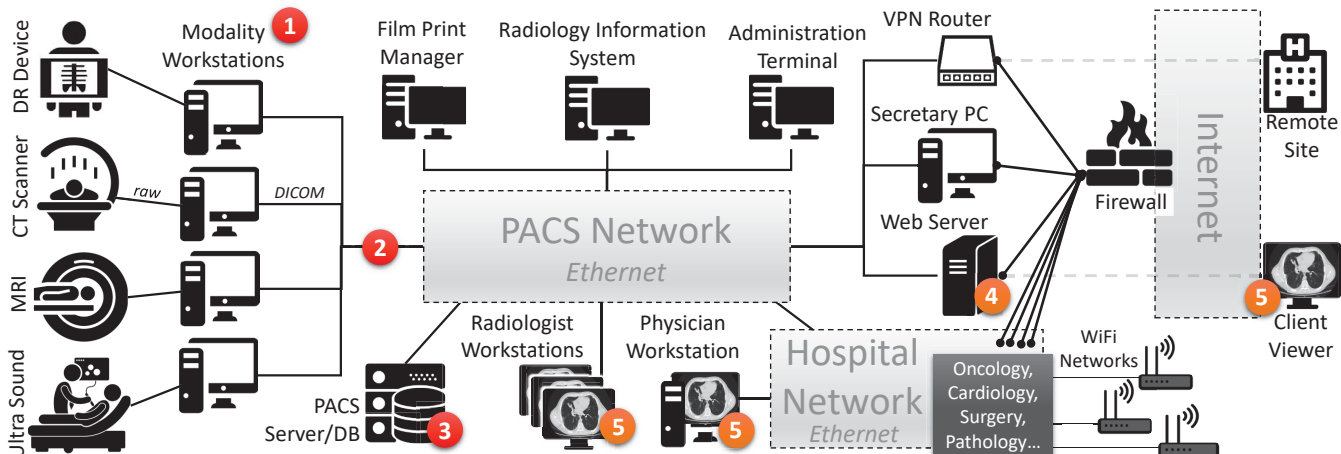 DR Device
CT Scanner
MRI
Ultra Sound
Modality
Workstations
1
raw
DICOM
2
Film Print
Manager
Radiology Information
System
Administration
Terminal
PACS Network
Ethernet
VPN Router
Secretary PC
Web Server
4
Firewall
Internet
Remote
Site
5
Client
Viewer
PACS
Server/DB
3
Radiologist
Workstations
5
Physician
Workstation
5
Hospital
Network
Ethernet
Oncology,
Cardiology,
Surgery,
Pathology...
WiFi
Networks
H